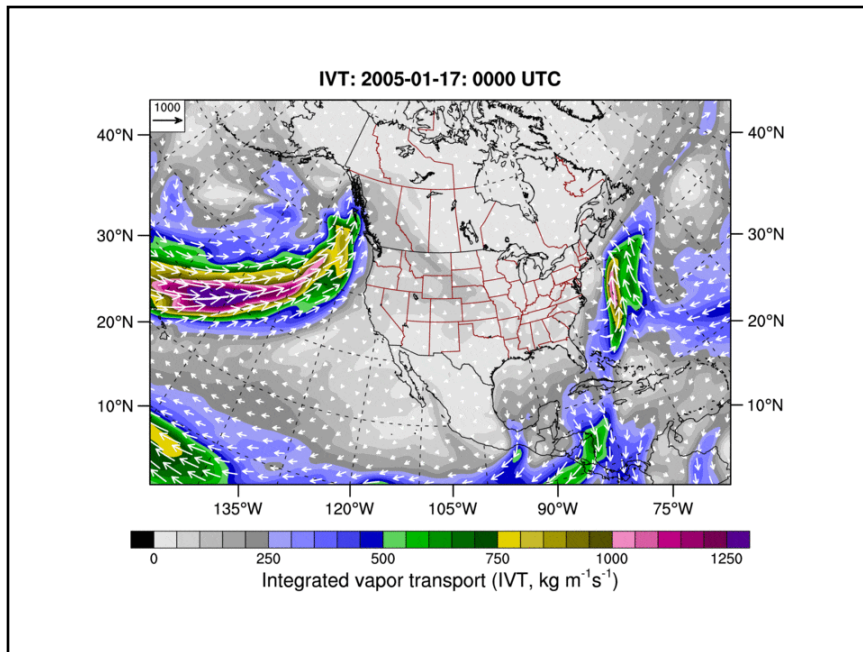 IVT: 2005-01-17: 0000 UTC
1000
40°N
40°N
30°N
30°N
20°N
20°N
10°N
10°N
135°W 120°W 105°W 90°W 75°W
0 250 500 750 1000 1250
Integrated vapor transport (IVT, kg m⁻¹s⁻¹)